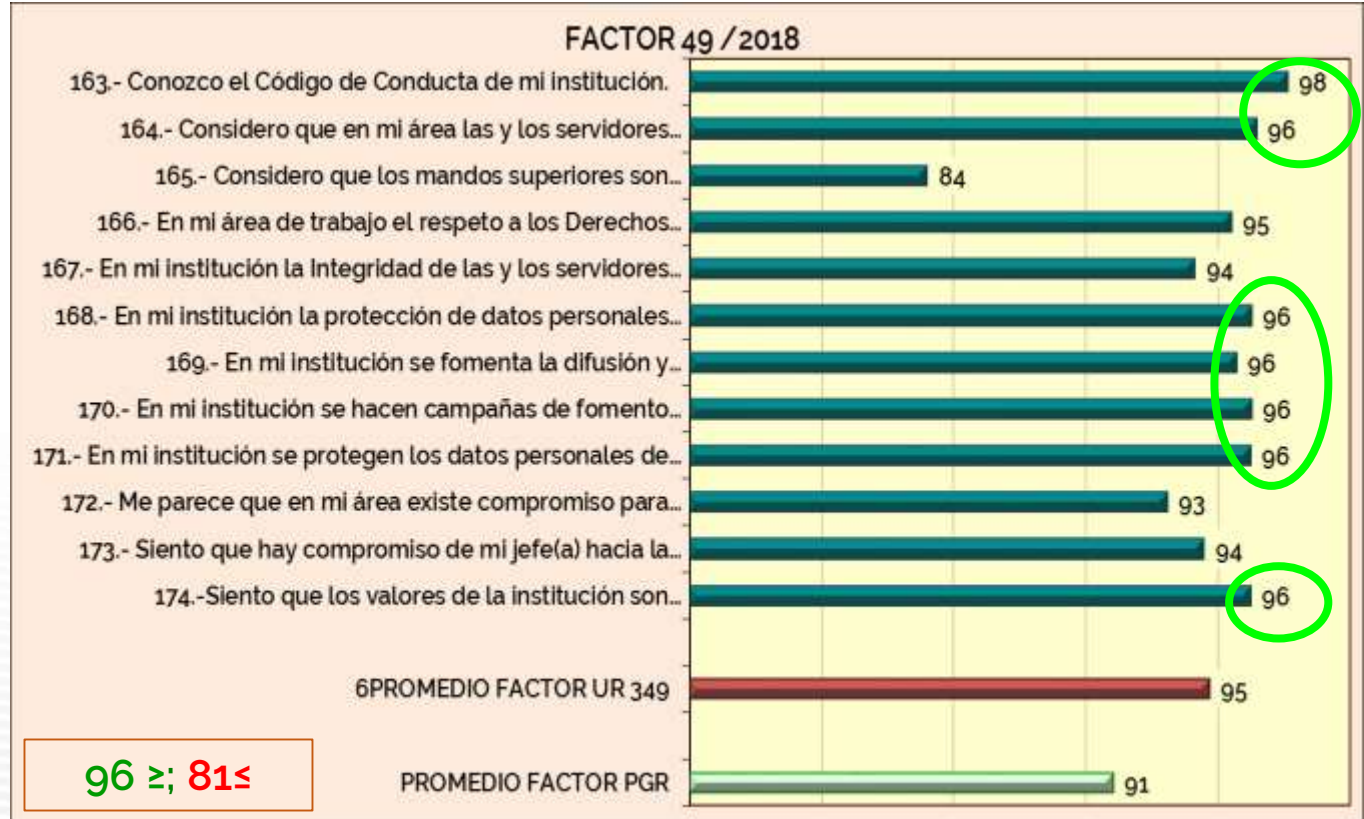 FACTOR 49 /2018
163.- Conozco el Código de Conducta de mi institución. 98
164.- Considero que en mi área las y los servidores… 96
165.- Considero que los mandos superiores son… 84
166.- En mi área de trabajo el respeto a los Derechos… 95
167.- En mi institución la Integridad de las y los servidores… 94
168.- En mi institución la protección de datos personales… 96
169.- En mi institución se fomenta la difusión y… 96
170.- En mi institución se hacen campañas de fomento… 96
171.- En mi institución se protegen los datos personales de… 96
172.- Me parece que en mi área existe compromiso para… 93
173.- Siento que hay compromiso de mi jefe(a) hacia la… 94
174.-Siento que los valores de la institución son… 96
6PROMEDIO FACTOR UR 349 95
PROMEDIO FACTOR PGR 91
96 ≥; 81≤